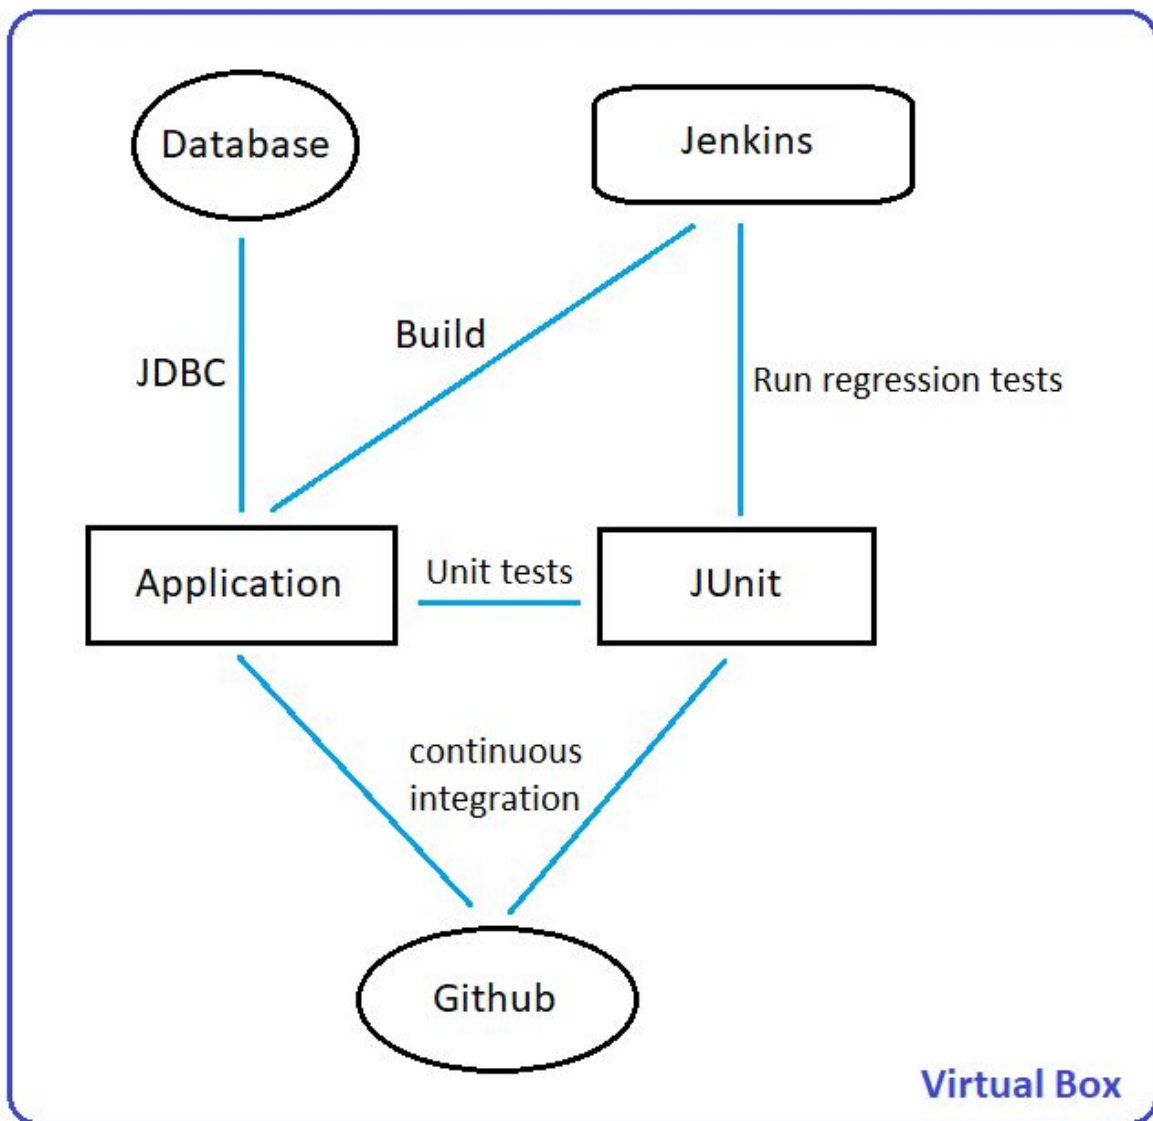 Database
Jenkins
Build
JDBC
Run regression tests
Application
Unit tests
JUnit
continuous
integration
Github
Virtual Box